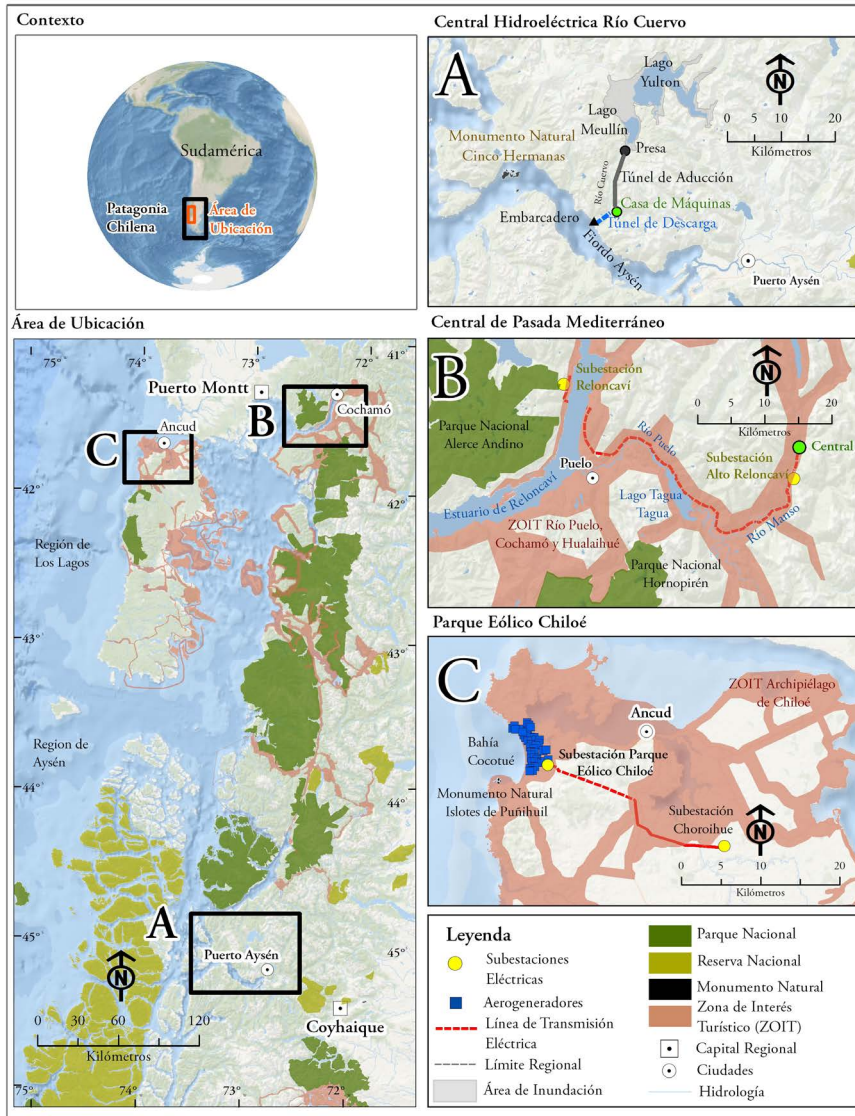 Contexto
Sudamérica
Patagonia
Chilena
Área de
Ubicación
Área de Ubicación
75°
74°
73°
72°
41°
Puerto Montt
B
Cochamó
C
Ancud
42°
42°
Región de
Los Lagos
43°
43°
Region de
Aysén
44°
44°
45°
45°
A
Puerto Aysén
N
0 30 60 120
Kilómetros
Coyhaique
75°
74°
73°
72°
Central Hidroeléctrica Río Cuervo
A
Lago
Yulton
Lago
Meullín
N
0 10 20
Kilómetros
Monumento Natural
Cinco Hermanas
Presa
Río Cuervo
Túnel de Aducción
Casa de Máquinas
Embarcadero
Túnel de Descarga
Fiordo Aysén
Puerto Aysén
Central de Pasada Mediterráneo
B
Subestación
Reloncaví
N
0 5 10 20
Kilómetros
Parque Nacional
Alerce Andino
Río Puelo
Central
Subestación
Alto Reloncaví
Puelo
Estuario de Reloncaví
Lago Tagua
Tagua
Río Manso
ZOIT Río Puelo,
Cochamó y Hualaihué
Parque Nacional
Hornopirén
Parque Eólico Chiloé
C
ZOIT Archipiélago
de Chiloé
Ancud
Bahía
Cocotué
Subestación Parque
Eólico Chiloé
Monumento Natural
Islotes de Puñihuil
Subestación
Choroihue
N
0 5 10 20
Kilómetros
Leyenda
Subestaciones
Eléctricas
Aerogeneradores
Línea de Transmisión
Eléctrica
Límite Regional
Área de Inundación
Parque Nacional
Reserva Nacional
Monumento Natural
Zona de Interés
Turístico (ZOIT)
Capital Regional
Ciudades
Hidrología